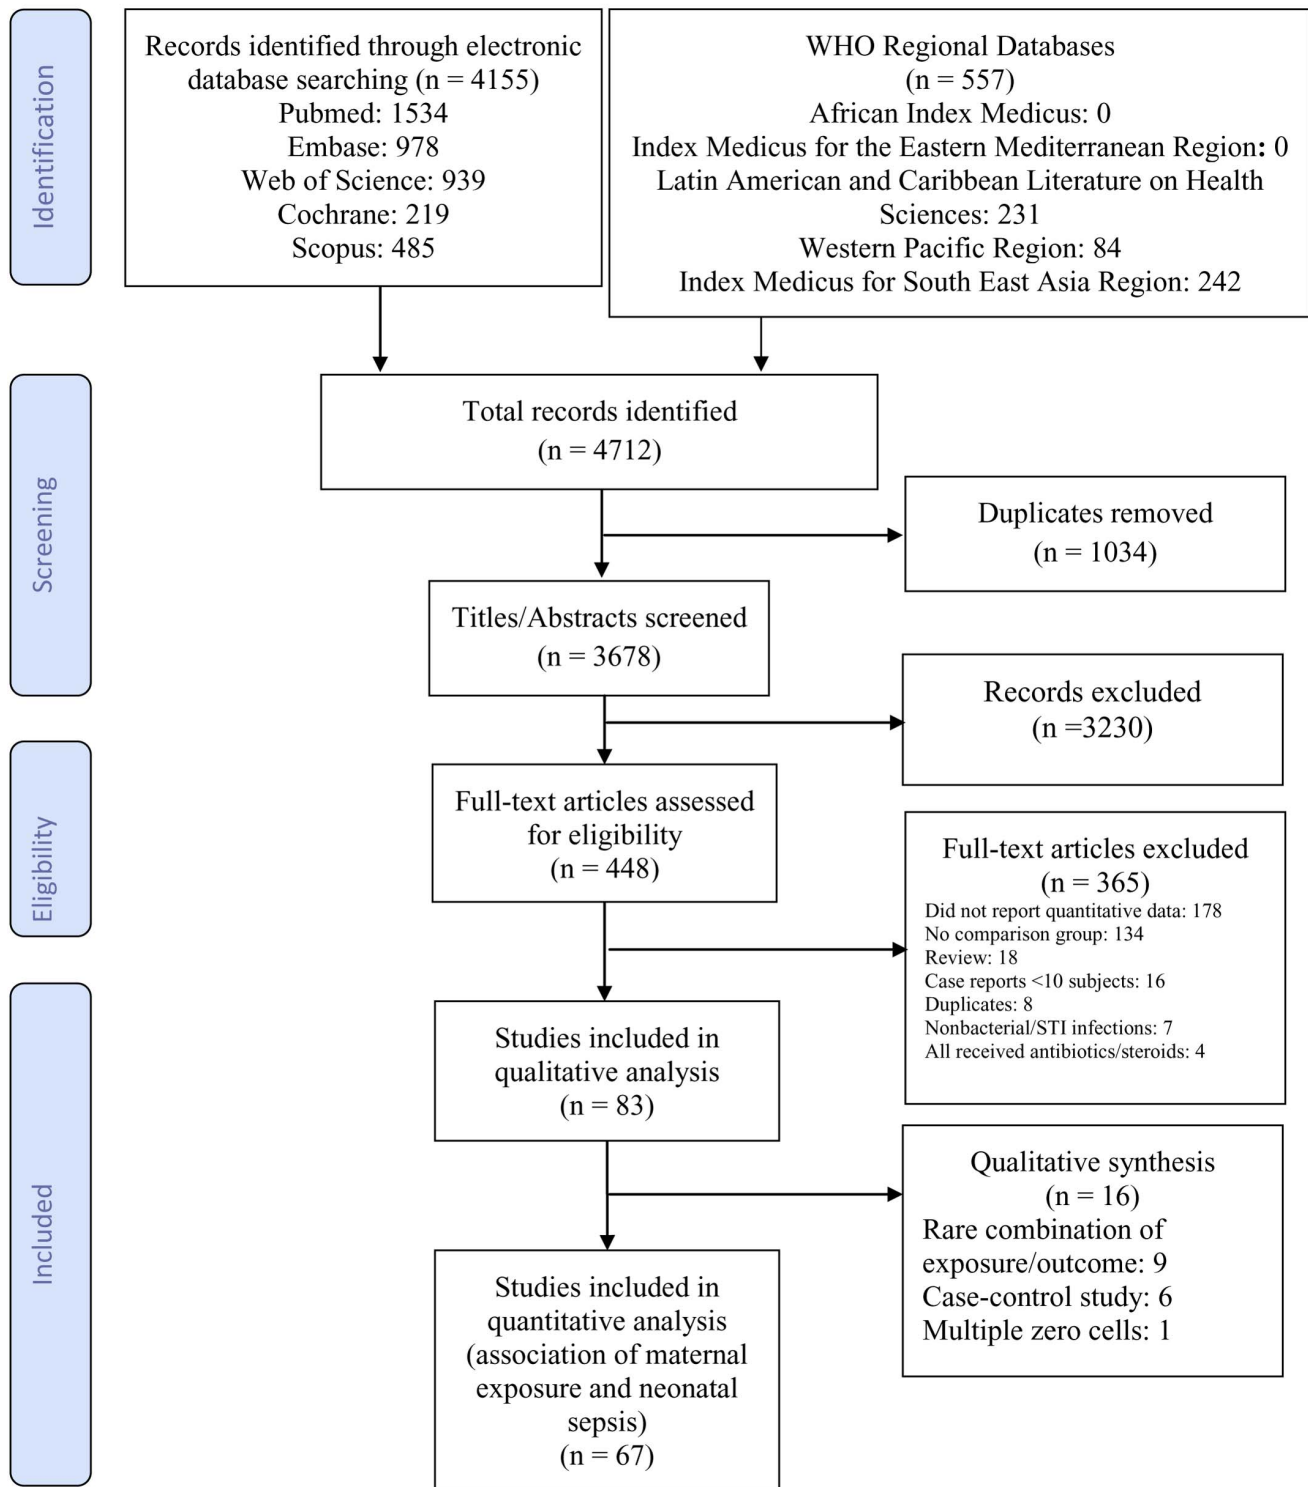 Identification
Records identified through electronic
database searching (n = 4155)
Pubmed: 1534
Embase: 978
Web of Science: 939
Cochrane: 219
Scopus: 485
WHO Regional Databases
(n = 557)
African Index Medicus: 0
Index Medicus for the Eastern Mediterranean Region: 0
Latin American and Caribbean Literature on Health
Sciences: 231
Western Pacific Region: 84
Index Medicus for South East Asia Region: 242
Screening
Total records identified
(n = 4712)
Duplicates removed
(n = 1034)
Titles/Abstracts screened
(n = 3678)
Records excluded
(n =3230)
Eligibility
Full-text articles assessed
for eligibility
(n = 448)
Full-text articles excluded
(n = 365)
Did not report quantitative data: 178
No comparison group: 134
Review: 18
Case reports <10 subjects: 16
Duplicates: 8
Nonbacterial/STI infections: 7
All received antibiotics/steroids: 4
Included
Studies included in
qualitative analysis
(n = 83)
Qualitative synthesis
(n = 16)
Rare combination of
exposure/outcome: 9
Case-control study: 6
Multiple zero cells: 1
Studies included in
quantitative analysis
(association of maternal
exposure and neonatal
sepsis)
(n = 67)